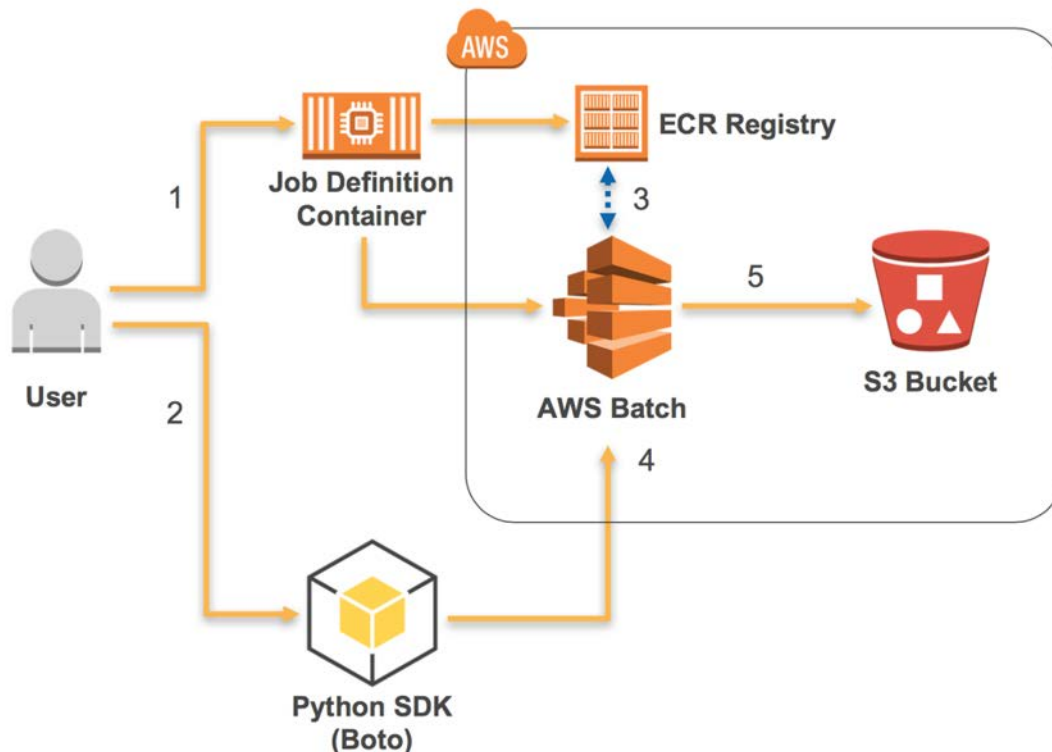 AWS
ECR Registry
1
Job Definition
Container
3
5
User
S3 Bucket
2
AWS Batch
4
Python SDK
(Boto)